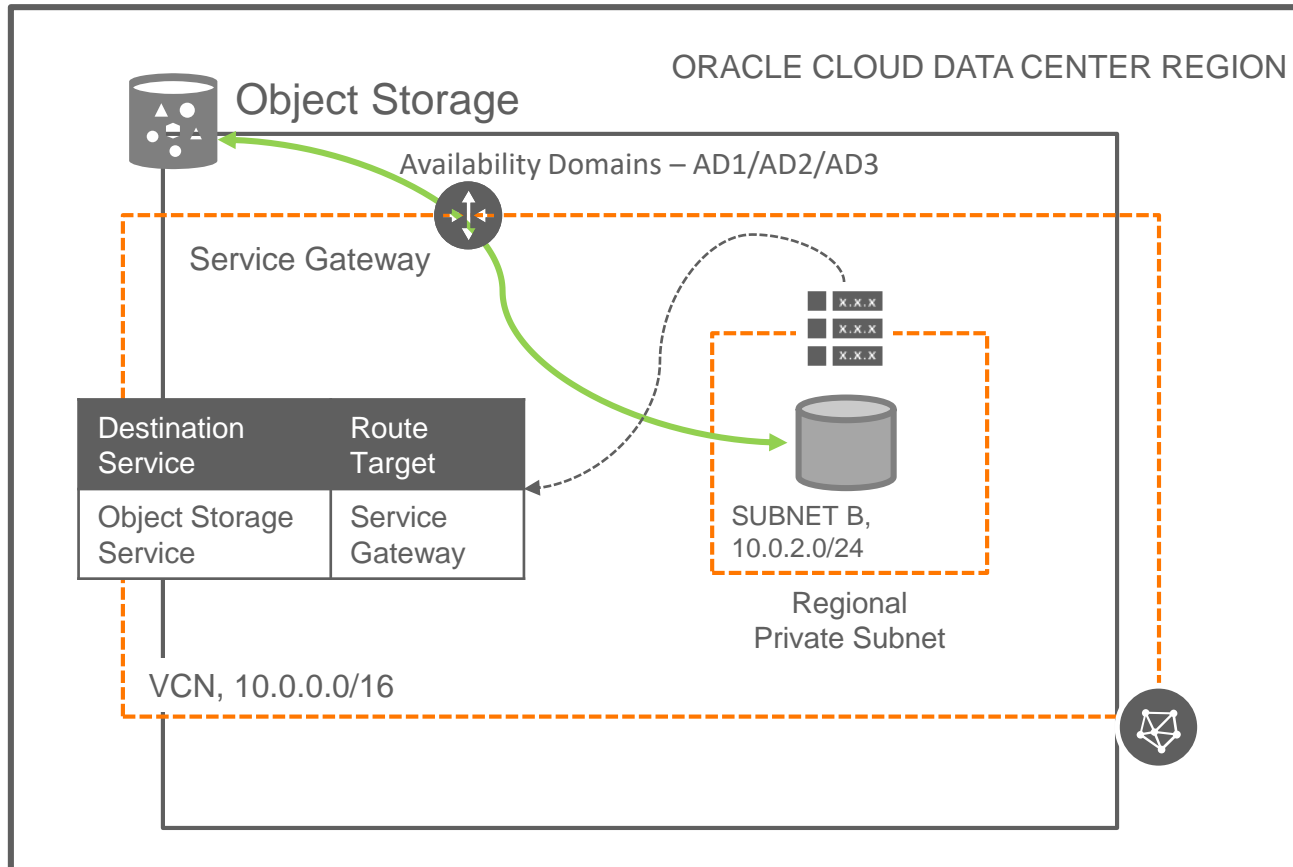 ORACLE CLOUD DATA CENTER REGION
Object Storage
Availability Domains – AD1/AD2/AD3
Service Gateway
x.x.x
x.x.x
x.x.x
Destination
Service
Route
Target
Object Storage
Service
Service
Gateway
SUBNET B,
10.0.2.0/24
Regional
Private Subnet
VCN, 10.0.0.0/16